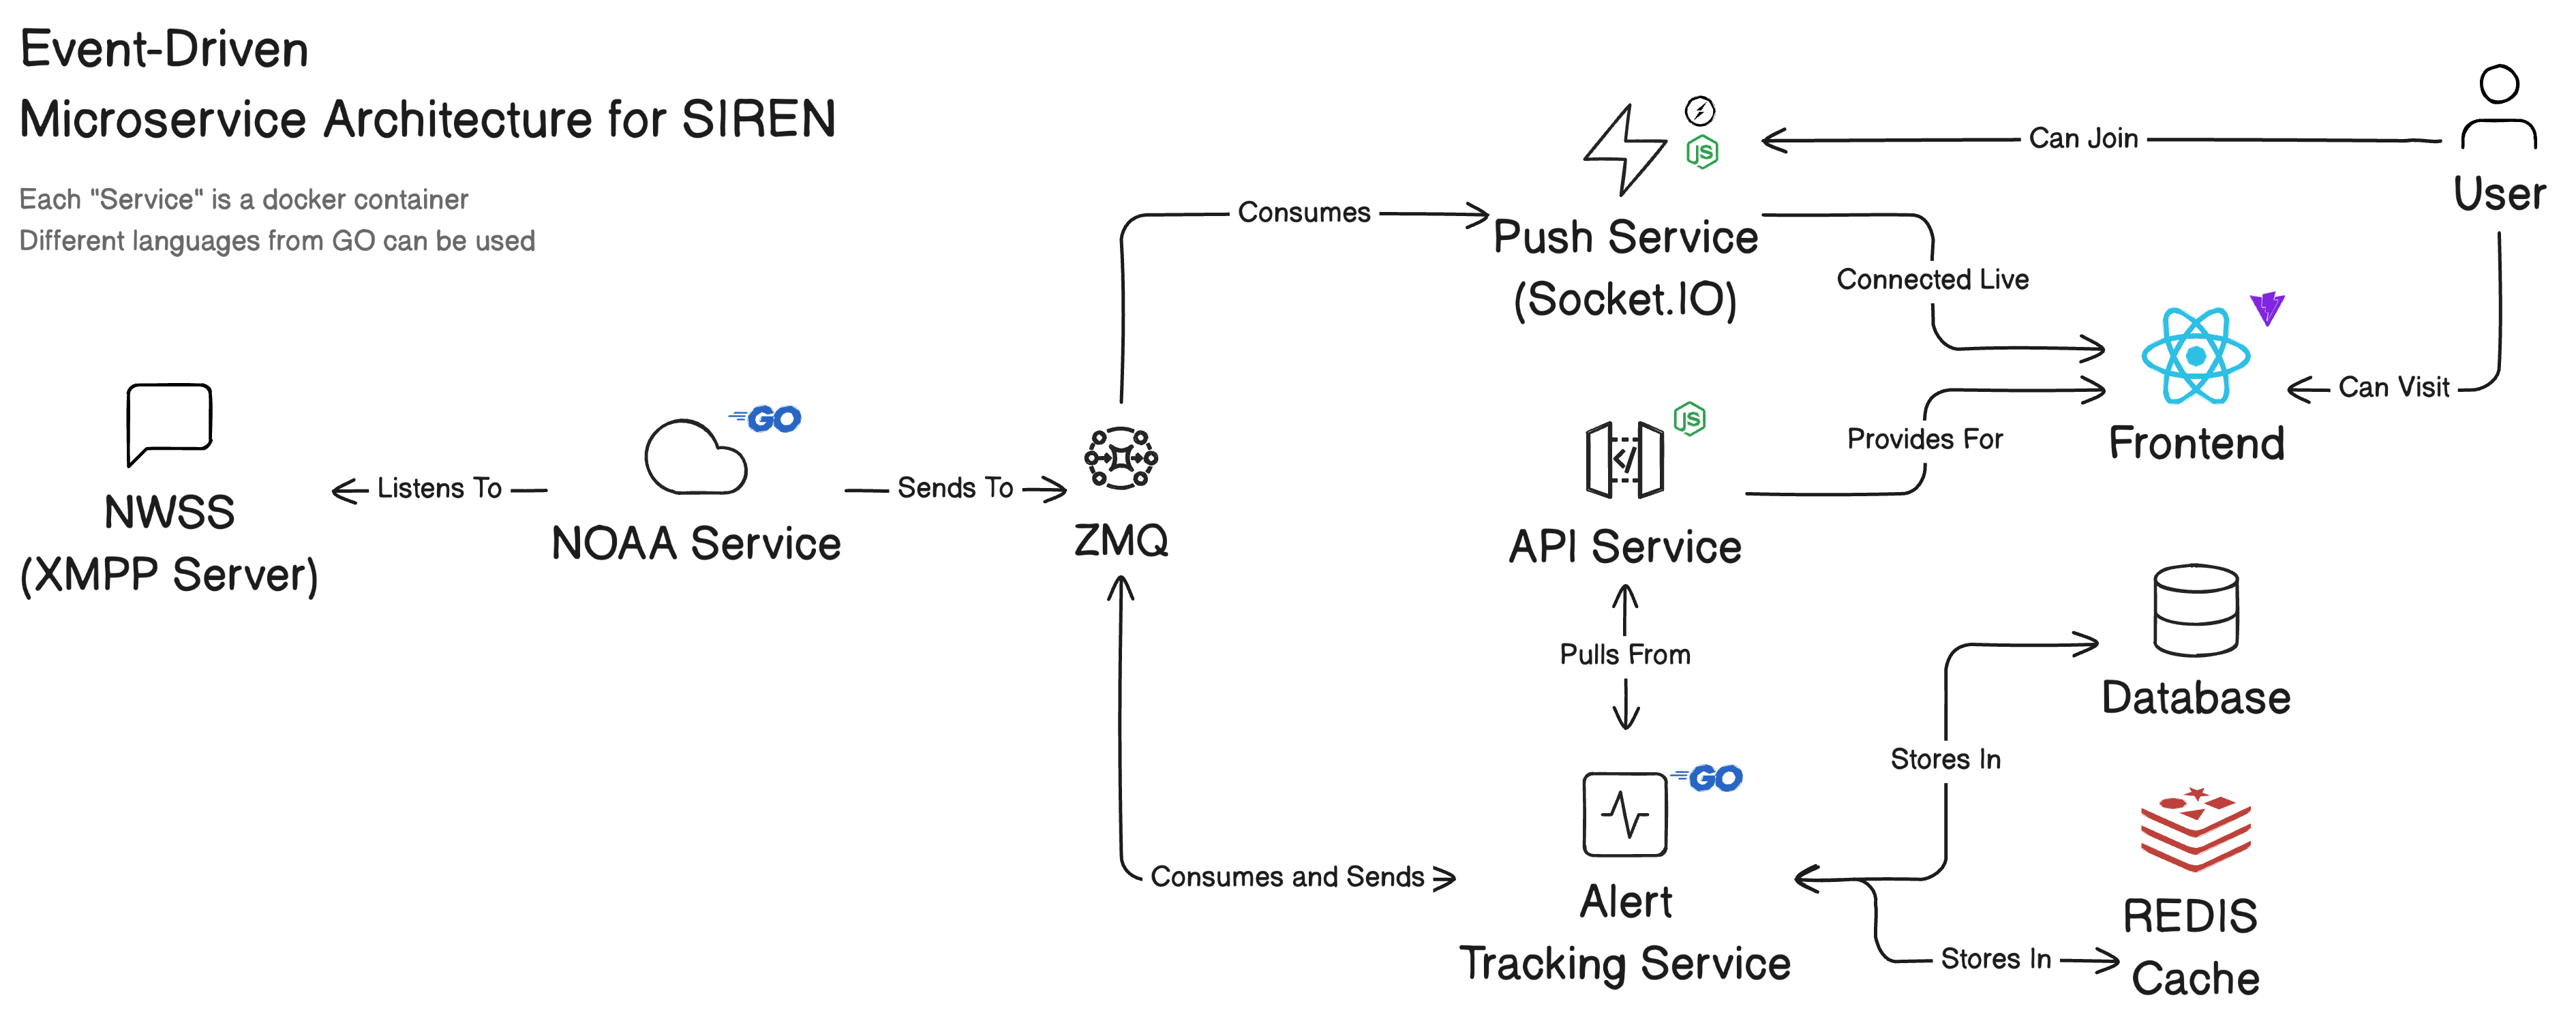 Event-Driven
Microservice Architecture for SIREN
Each "Service" is a docker container
Different languages from GO can be used
Can Join
User
JS
Consumes
Push Service
(Socket.IO)
Connected Live
Can Visit
Frontend
GO
JS
Provides For
Listens To
Sends To
NWSS
(XMPP Server)
NOAA Service
ZMQ
</>
API Service
Pulls From
Database
Stores In
GO
Consumes and Sends
Alert
Tracking Service
Stores In
REDIS
Cache